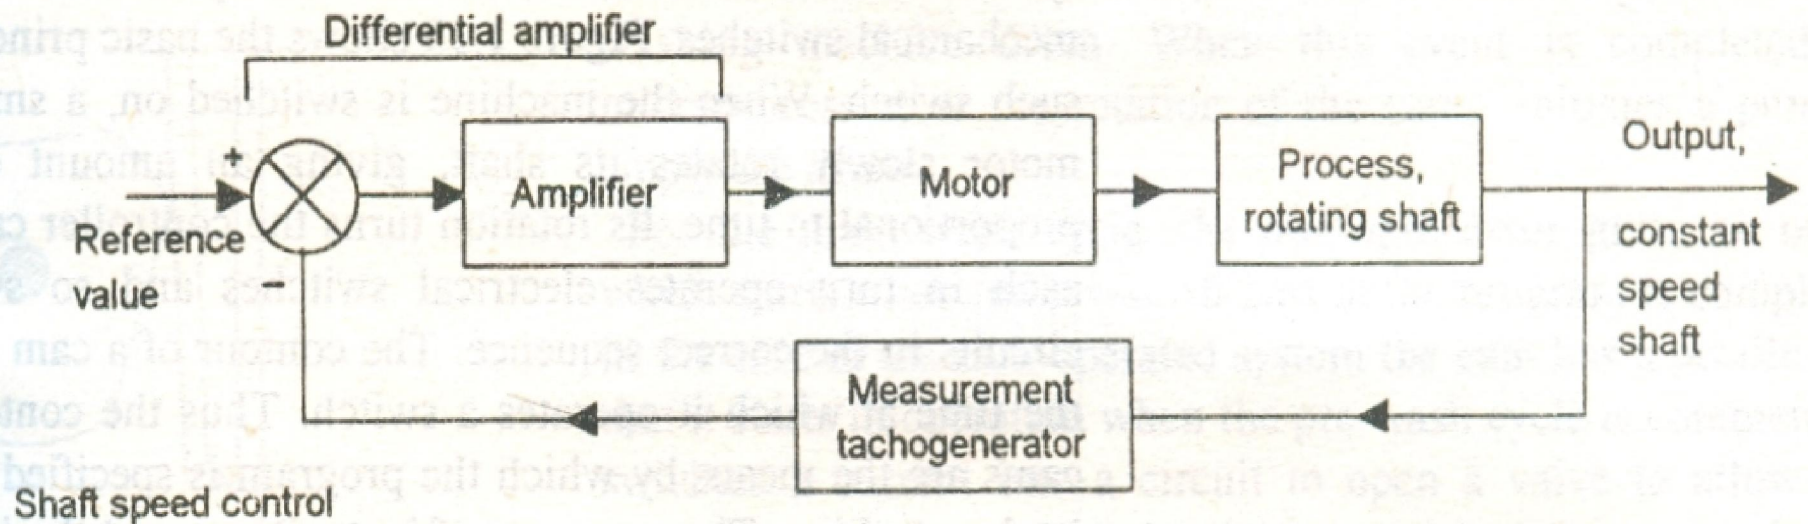 Differential amplifier
+
Reference
value
−
Amplifier
Motor
Process,
rotating shaft
Output,
constant
speed
shaft
Measurement
tachogenerator
Shaft speed control